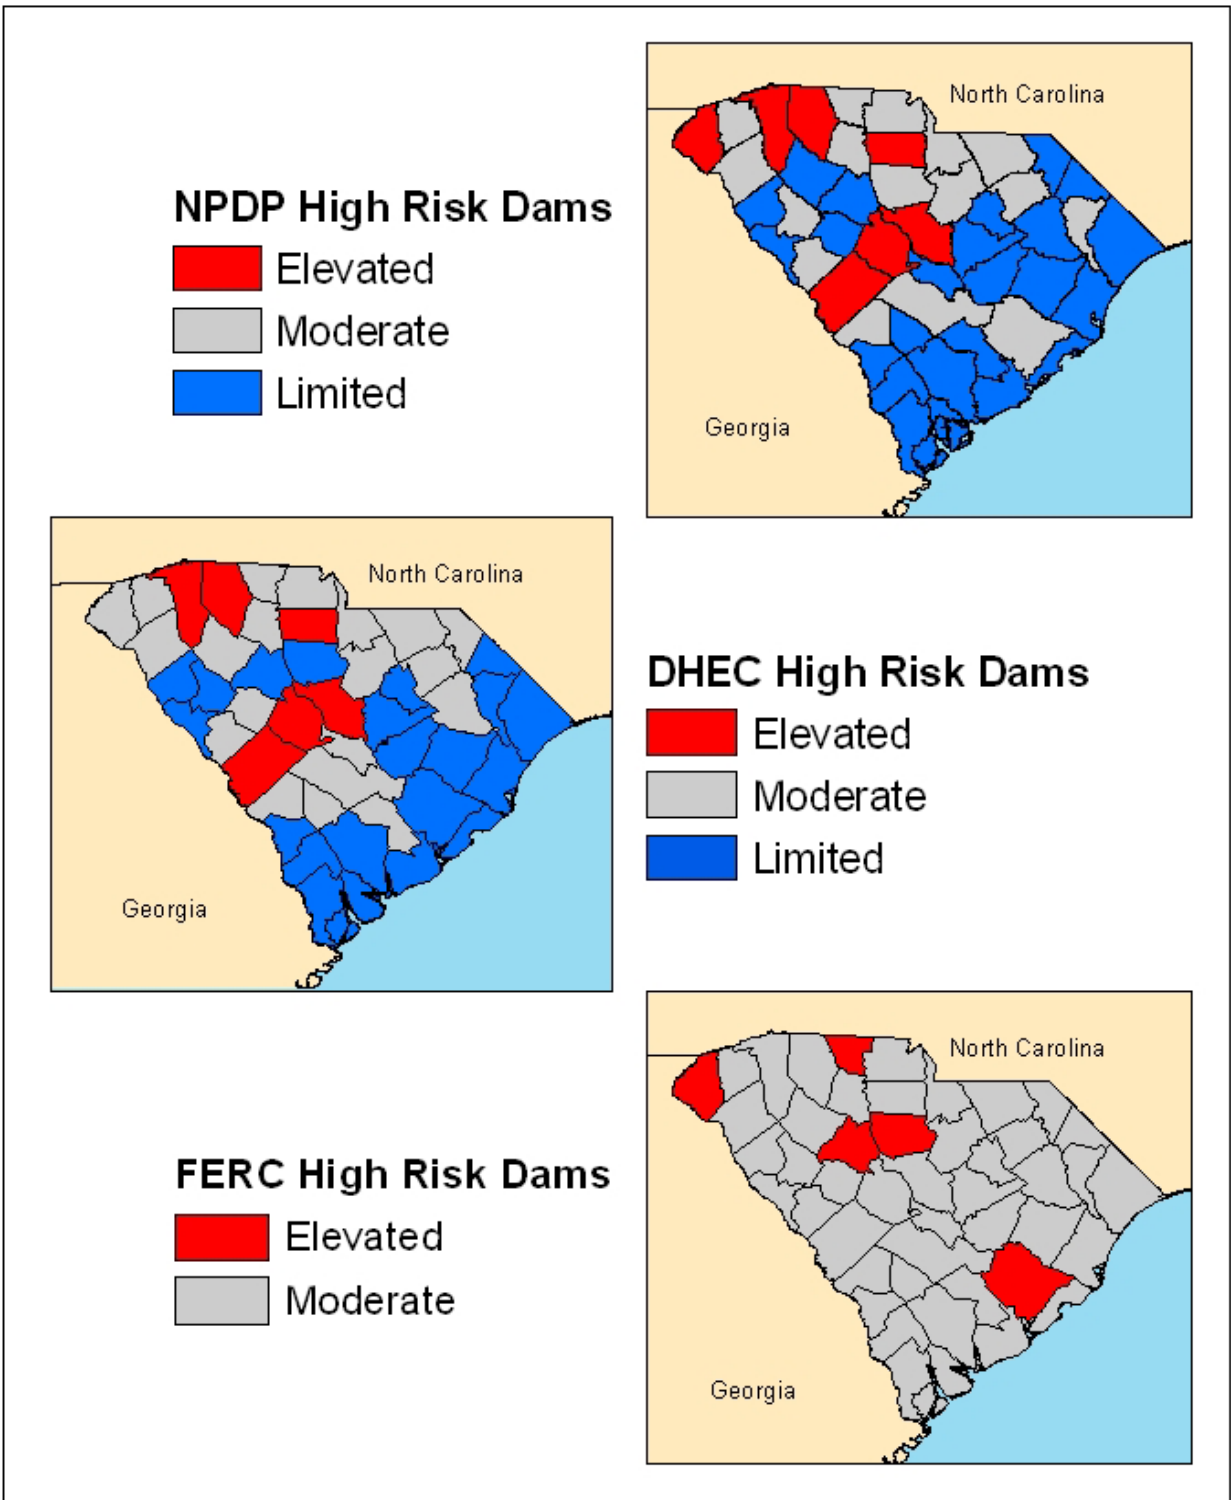 North Carolina
NPDP High Risk Dams
Elevated
Moderate
Limited
Georgia
North Carolina
DHEC High Risk Dams
Elevated
Moderate
Limited
Georgia
North Carolina
FERC High Risk Dams
Elevated
Moderate
Georgia